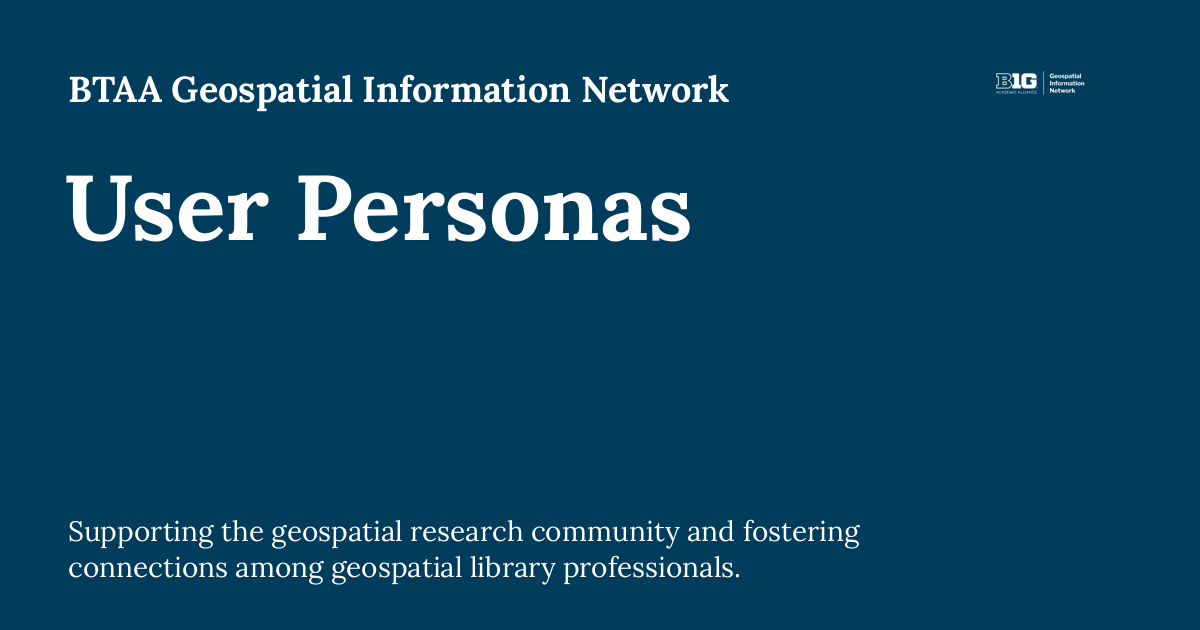 BTAA Geospatial Information Network
B1G
ACADEMIC ALLIANCE
Geospatial
Information
Network
User Personas
Supporting the geospatial research community and fostering
connections among geospatial library professionals.